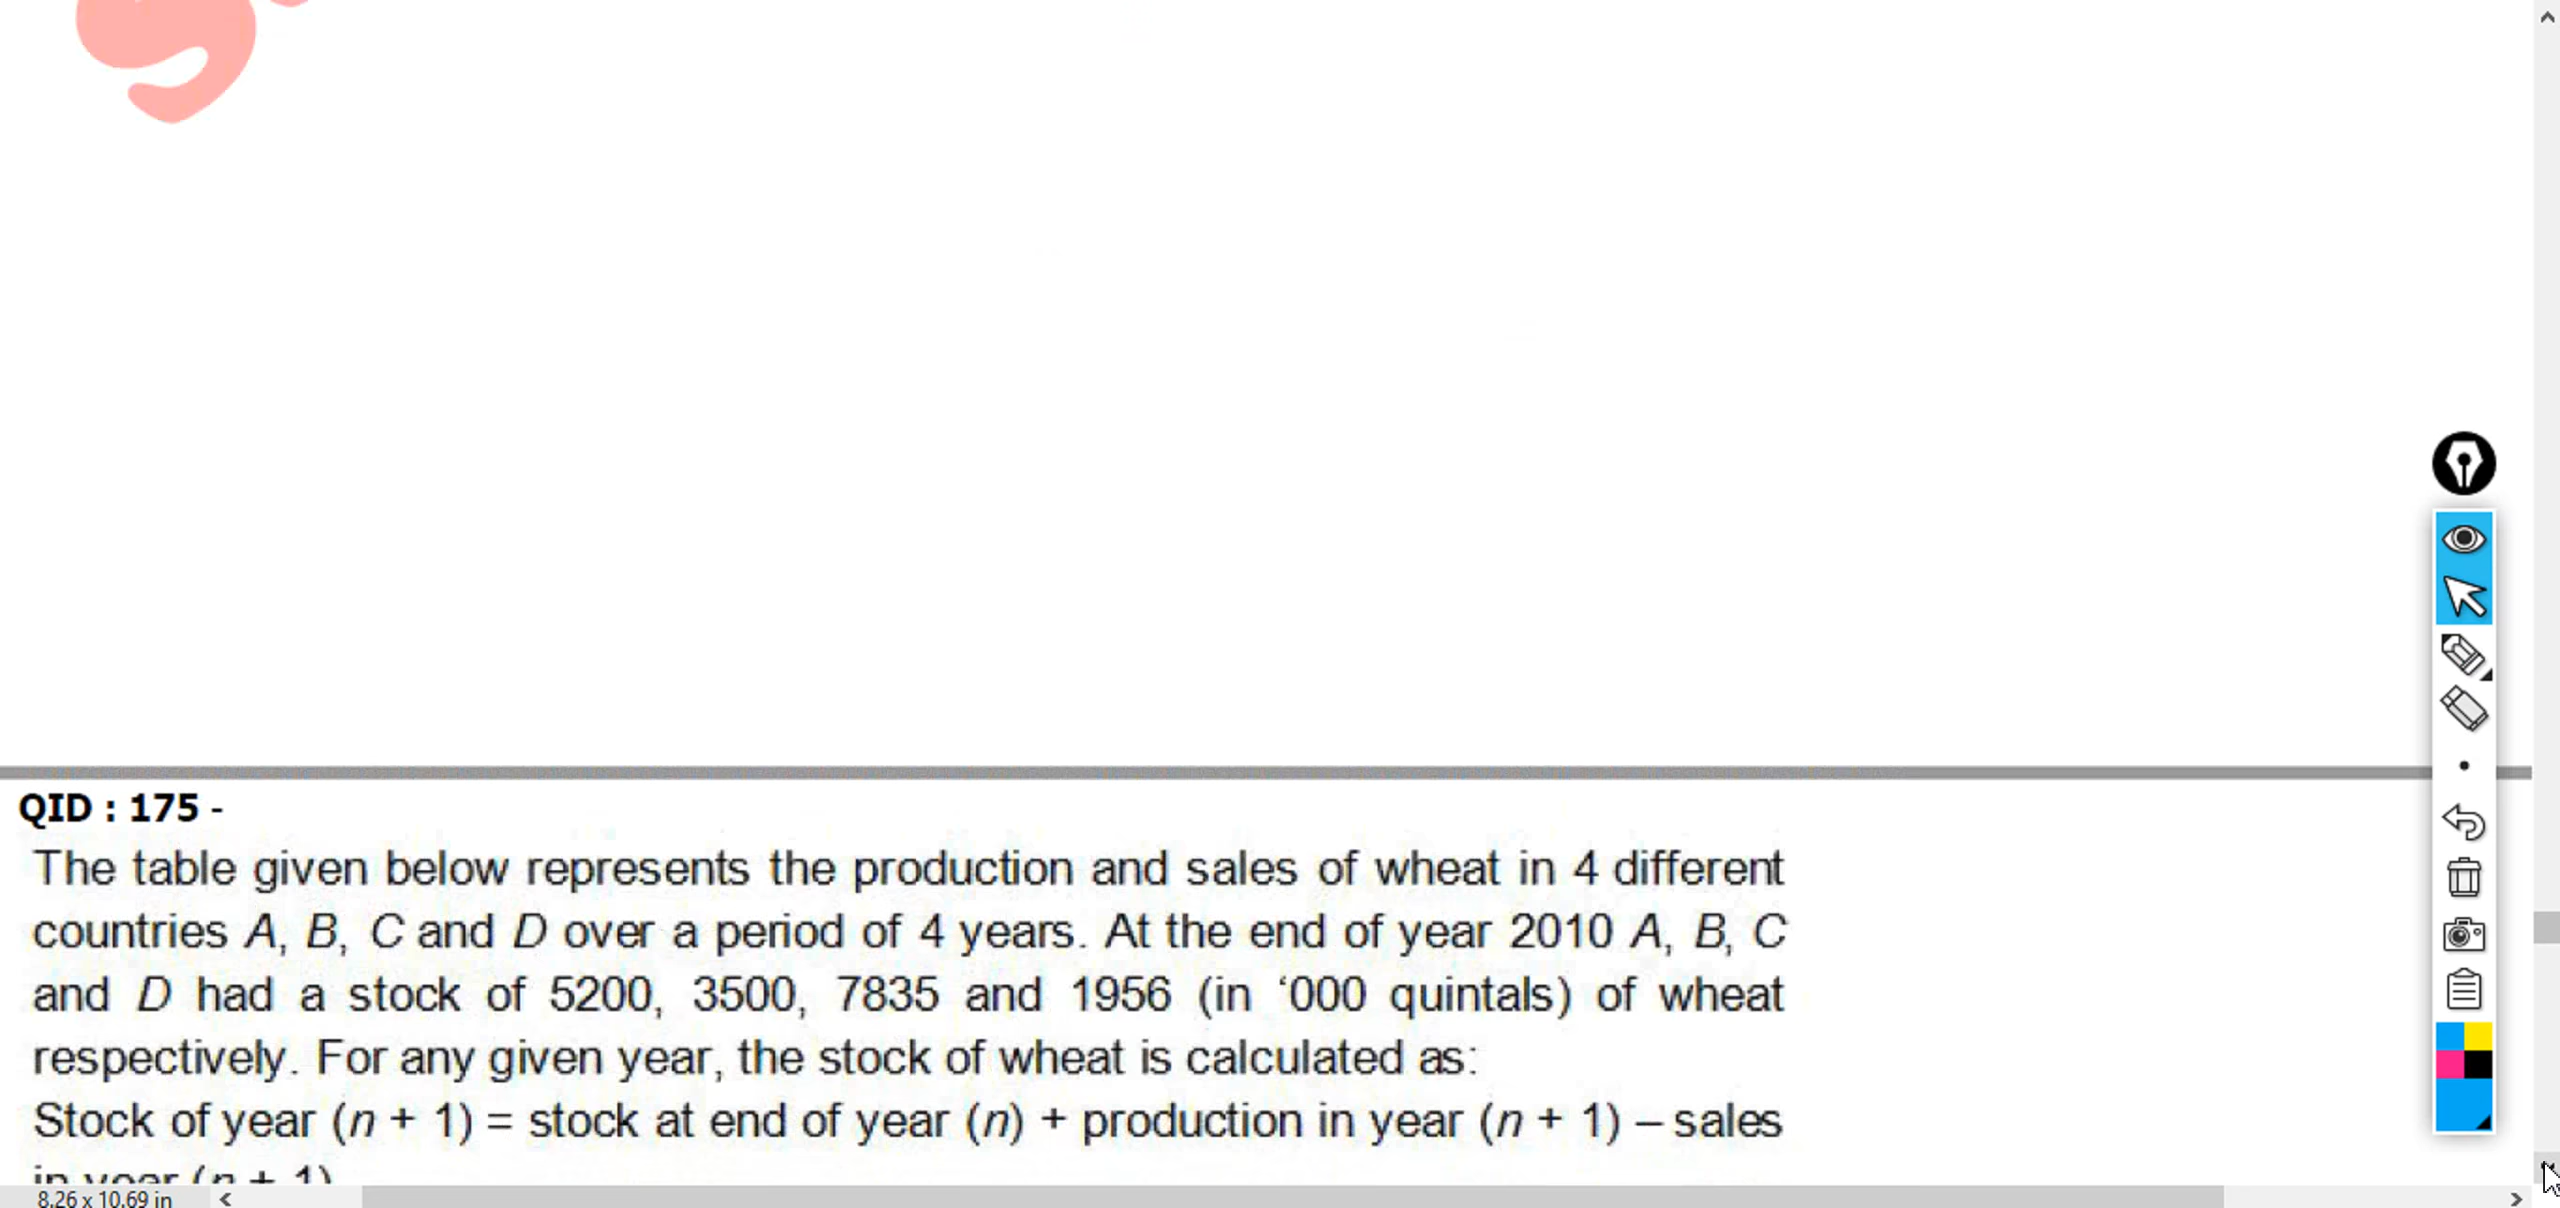 QID : 175 -
The table given below represents the production and sales of wheat in 4 different
countries A, B, C and D over a period of 4 years. At the end of year 2010 A, B, C
and D had a stock of 5200, 3500, 7835 and 1956 (in ‘000 quintals) of wheat
respectively. For any given year, the stock of wheat is calculated as:
Stock of year (n + 1) = stock at end of year (n) + production in year (n + 1) – sales
in year (n + 1)
8.26 x 10.69 in